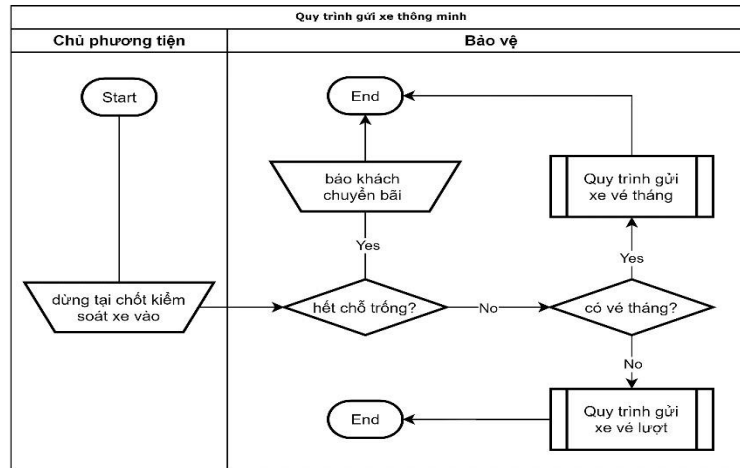 Quy trình gửi xe thông minh
Chủ phương tiện
Bảo vệ
Start
End
báo khách
chuyển bãi
Quy trình gửi
xe vé tháng
Yes
Yes
dừng tại chốt kiểm
soát xe vào
hết chỗ trống?
No
có vé tháng?
No
End
Quy trình gửi
xe vé lượt